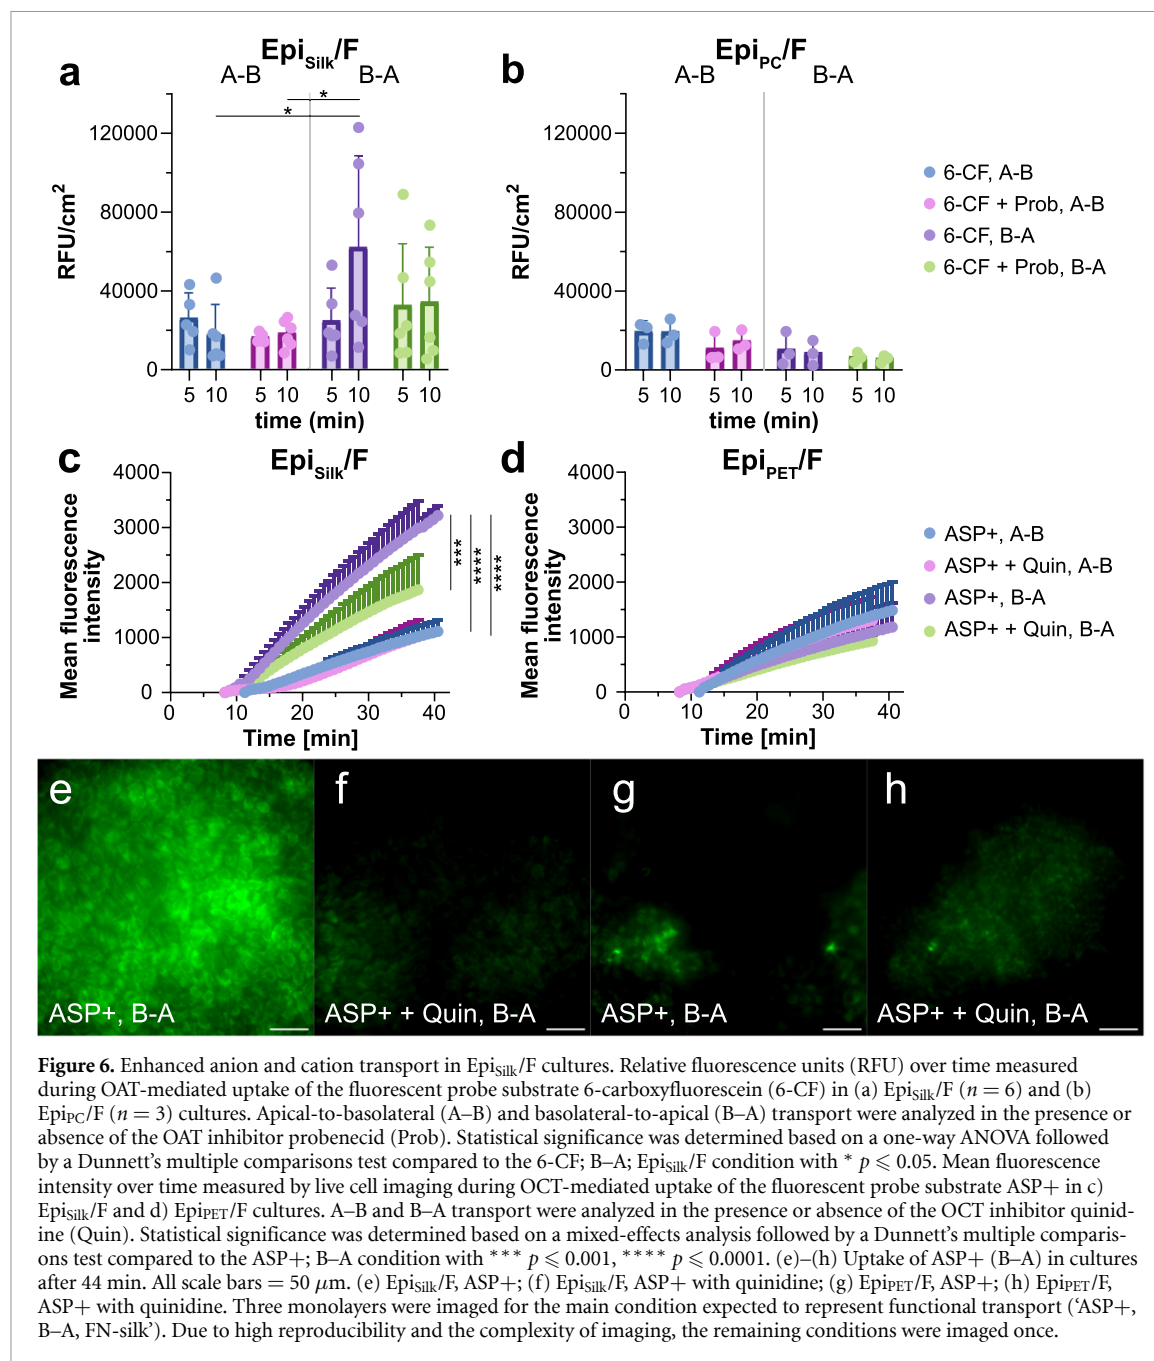 a
Epi_Silk/F
A-B
B-A
RFU/cm²
120000
80000
40000
0
*
*
5 10 5 10 5 10 5 10
time (min)
b
Epi_PC/F
A-B
B-A
RFU/cm²
120000
80000
40000
0
5 10 5 10 5 10 5 10
time (min)
6-CF, A-B
6-CF + Prob, A-B
6-CF, B-A
6-CF + Prob, B-A
c
Epi_Silk/F
Mean fluorescence
intensity
4000
3000
2000
1000
0
0 10 20 30 40
Time [min]
***
****
****
d
Epi_PET/F
Mean fluorescence
intensity
4000
3000
2000
1000
0
0 10 20 30 40
Time [min]
ASP+, A-B
ASP+ + Quin, A-B
ASP+, B-A
ASP+ + Quin, B-A
e
ASP+, B-A
f
ASP+ + Quin, B-A
g
ASP+, B-A
h
ASP+ + Quin, B-A
Figure 6. Enhanced anion and cation transport in Epi_Silk/F cultures. Relative fluorescence units (RFU) over time measured
during OAT-mediated uptake of the fluorescent probe substrate 6-carboxyfluorescein (6-CF) in (a) Epi_Silk/F (n = 6) and (b)
Epi_PC/F (n = 3) cultures. Apical-to-basolateral (A–B) and basolateral-to-apical (B–A) transport were analyzed in the presence or
absence of the OAT inhibitor probenecid (Prob). Statistical significance was determined based on a one-way ANOVA followed
by a Dunnett's multiple comparisons test compared to the 6-CF; B–A; Epi_Silk/F condition with * p ⩽ 0.05. Mean fluorescence
intensity over time measured by live cell imaging during OCT-mediated uptake of the fluorescent probe substrate ASP+ in c)
Epi_Silk/F and d) Epi_PET/F cultures. A–B and B–A transport were analyzed in the presence or absence of the OCT inhibitor quinid-
ine (Quin). Statistical significance was determined based on a mixed-effects analysis followed by a Dunnett's multiple comparis-
ons test compared to the ASP+; B–A condition with *** p ⩽ 0.001, **** p ⩽ 0.0001. (e)–(h) Uptake of ASP+ (B–A) in cultures
after 44 min. All scale bars = 50 μm. (e) Epi_Silk/F, ASP+; (f) Epi_Silk/F, ASP+ with quinidine; (g) Epi_PET/F, ASP+; (h) Epi_PET/F,
ASP+ with quinidine. Three monolayers were imaged for the main condition expected to represent functional transport ('ASP+,
B–A, FN-silk'). Due to high reproducibility and the complexity of imaging, the remaining conditions were imaged once.